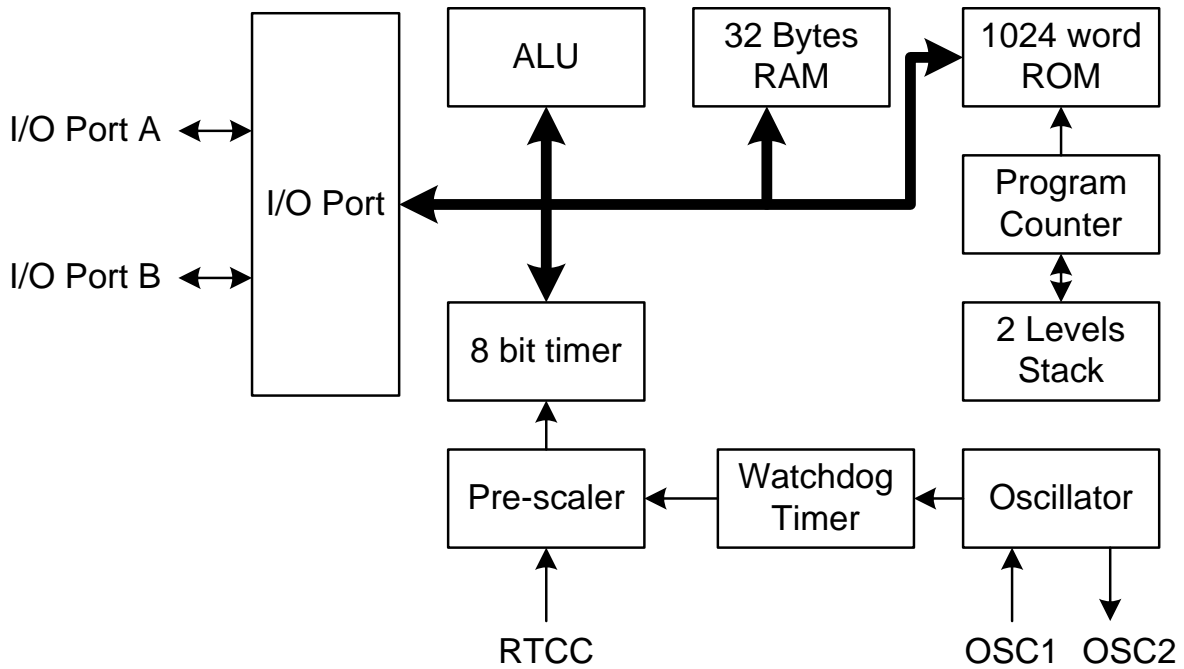 ALU
32 Bytes
RAM
1024 word
ROM
I/O Port A
I/O Port
Program
Counter
I/O Port B
8 bit timer
2 Levels
Stack
Pre-scaler
Watchdog
Timer
Oscillator
RTCC
OSC1
OSC2